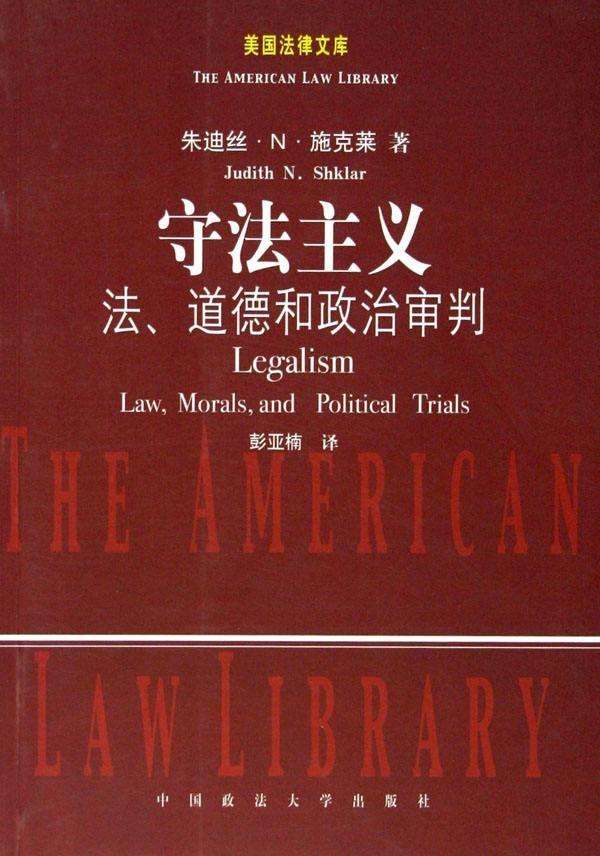 美国法律文库
THE AMERICAN LAW LIBRARY
朱迪丝·N·施克莱 著
Judith N. Shklar
守法主义
法、道德和政治审判
Legalism
Law, Morals, and Political Trials
彭亚楠 译
THE AMERICAN
LAW LIBRARY
中国政法大学出版社